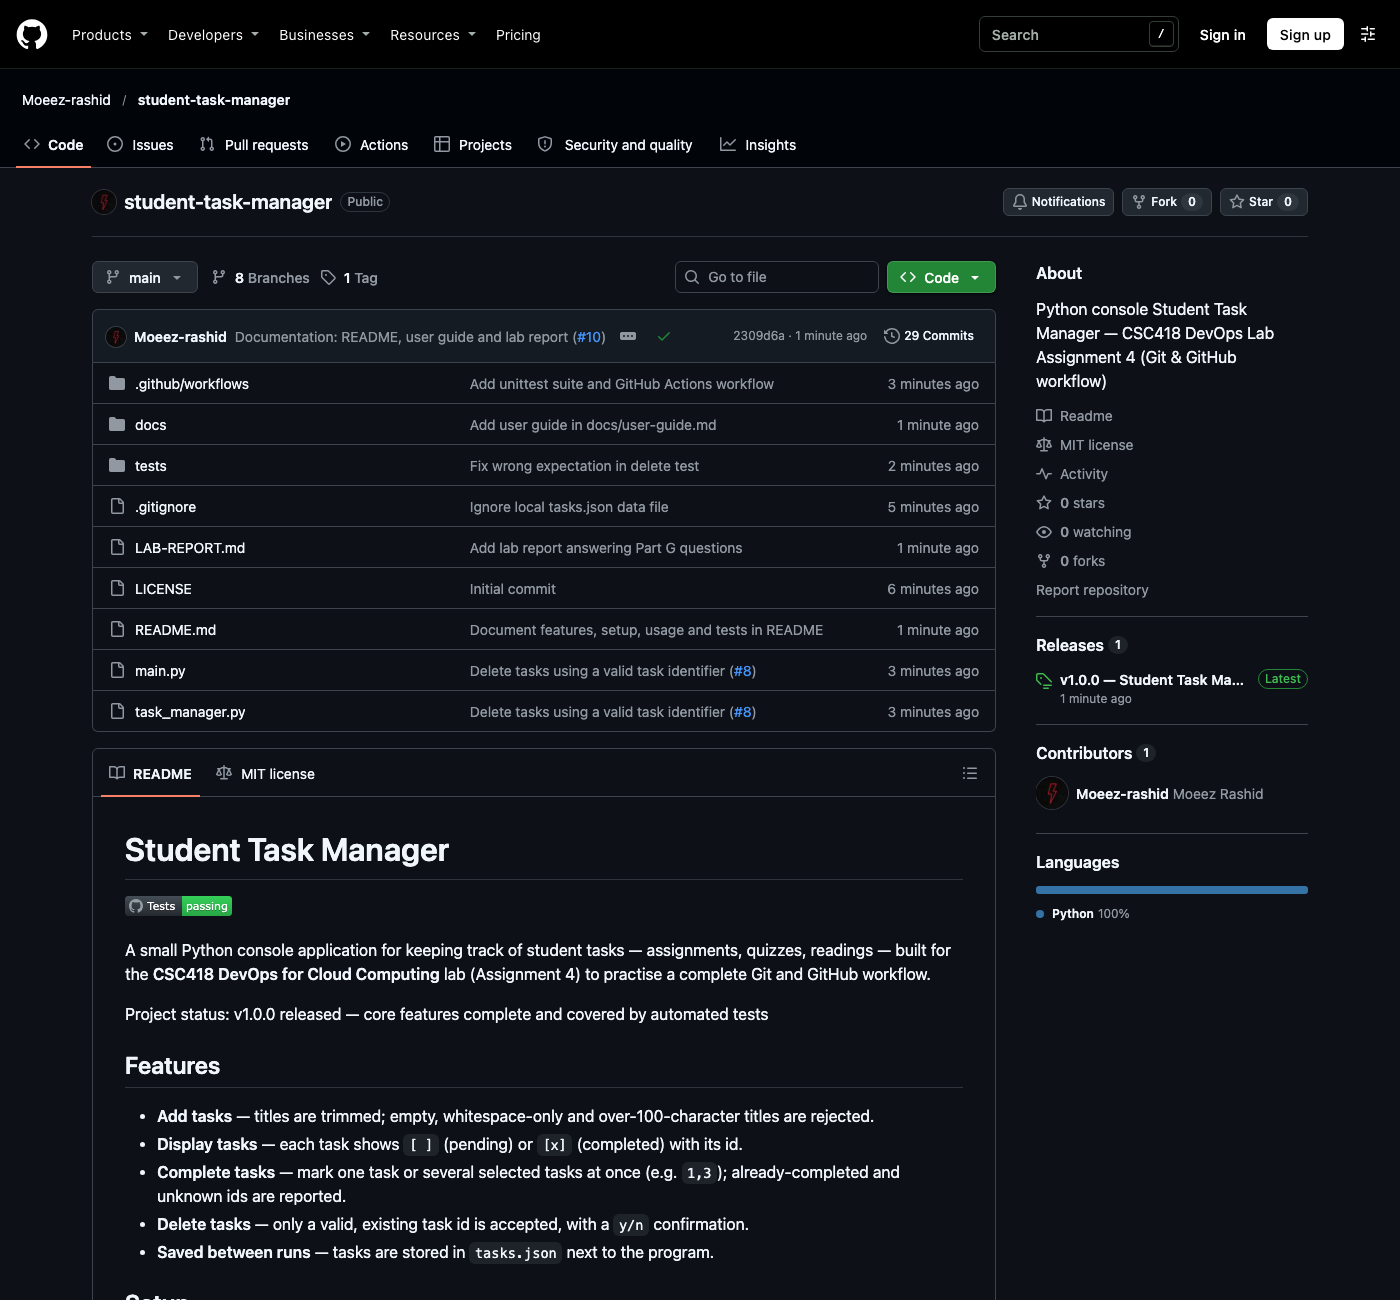 Products Developers Businesses Resources Pricing Search / Sign in Sign up
Moeez-rashid / student-task-manager
Code Issues Pull requests Actions Projects Security and quality Insights
student-task-manager Public Notifications Fork 0 Star 0
main 8 Branches 1 Tag Go to file Code
Moeez-rashid Documentation: README, user guide and lab report (#10) 2309d6a · 1 minute ago 29 Commits
.github/workflows Add unittest suite and GitHub Actions workflow 3 minutes ago
docs Add user guide in docs/user-guide.md 1 minute ago
tests Fix wrong expectation in delete test 2 minutes ago
.gitignore Ignore local tasks.json data file 5 minutes ago
LAB-REPORT.md Add lab report answering Part G questions 1 minute ago
LICENSE Initial commit 6 minutes ago
README.md Document features, setup, usage and tests in README 1 minute ago
main.py Delete tasks using a valid task identifier (#8) 3 minutes ago
task_manager.py Delete tasks using a valid task identifier (#8) 3 minutes ago
README MIT license
Student Task Manager
Tests passing
A small Python console application for keeping track of student tasks — assignments, quizzes, readings — built for
the CSC418 DevOps for Cloud Computing lab (Assignment 4) to practise a complete Git and GitHub workflow.
Project status: v1.0.0 released — core features complete and covered by automated tests
Features
• Add tasks — titles are trimmed; empty, whitespace-only and over-100-character titles are rejected.
• Display tasks — each task shows [ ] (pending) or [x] (completed) with its id.
• Complete tasks — mark one task or several selected tasks at once (e.g. 1,3); already-completed and
unknown ids are reported.
• Delete tasks — only a valid, existing task id is accepted, with a y/n confirmation.
• Saved between runs — tasks are stored in tasks.json next to the program.
Setup
About
Python console Student Task
Manager — CSC418 DevOps Lab
Assignment 4 (Git & GitHub
workflow)
Readme
MIT license
Activity
0 stars
0 watching
0 forks
Report repository
Releases 1
v1.0.0 — Student Task Ma... Latest
1 minute ago
Contributors 1
Moeez-rashid Moeez Rashid
Languages
Python 100%